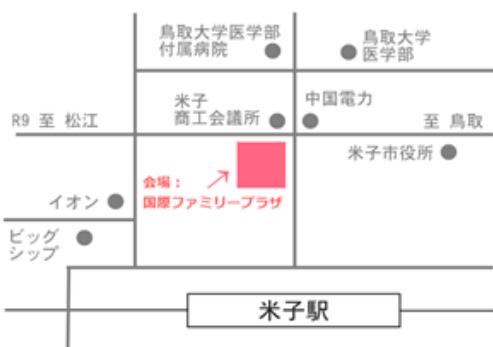 鳥取大学医学部
付属病院
鳥取大学
医学部
米子
商工会議所
中国電力
R9 至 松江
至 鳥取
米子市役所
会場：
国際ファミリープラザ
イオン
ビッグ
シップ
米子駅